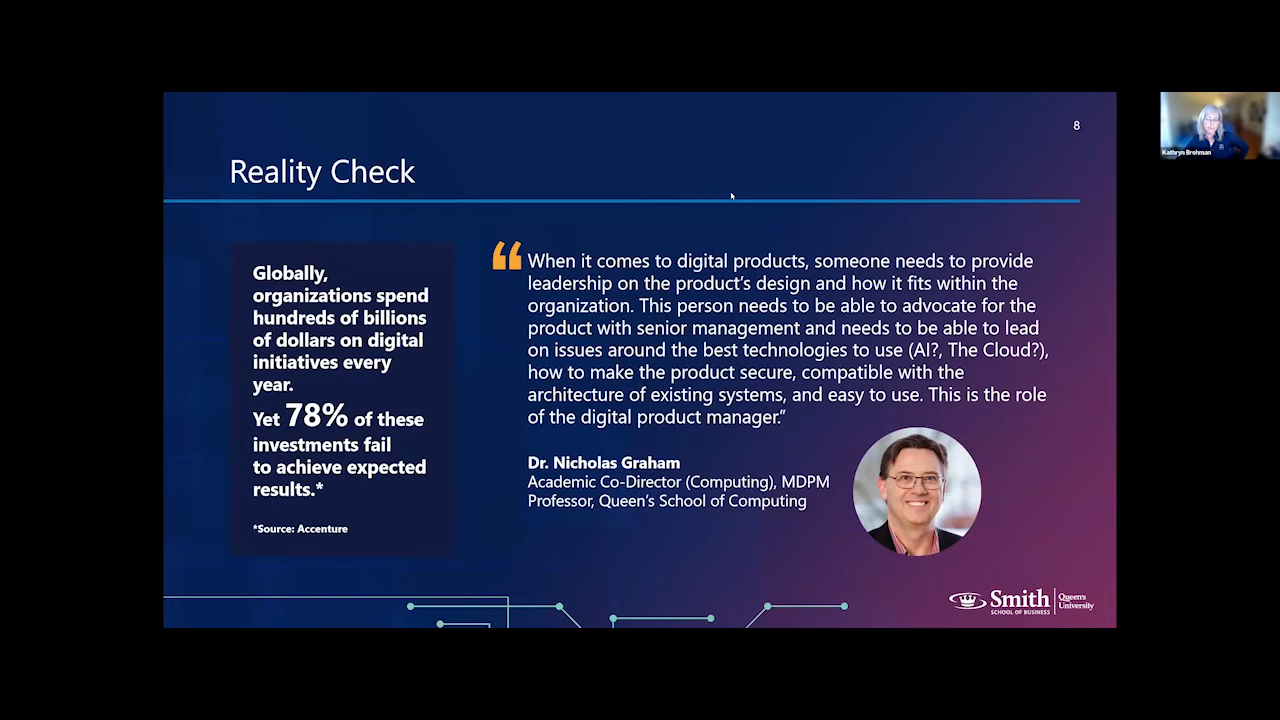 8
Kathryn Brohman
Reality Check
Globally,
organizations spend
hundreds of billions
of dollars on digital
initiatives every
year.
Yet 78% of these
investments fail
to achieve expected
results.*
*Source: Accenture
“ When it comes to digital products, someone needs to provide
leadership on the product’s design and how it fits within the
organization. This person needs to be able to advocate for the
product with senior management and needs to be able to lead
on issues around the best technologies to use (AI?, The Cloud?),
how to make the product secure, compatible with the
architecture of existing systems, and easy to use. This is the role
of the digital product manager.”
Dr. Nicholas Graham
Academic Co-Director (Computing), MDPM
Professor, Queen’s School of Computing
Smith
SCHOOL OF BUSINESS
Queen’s
University